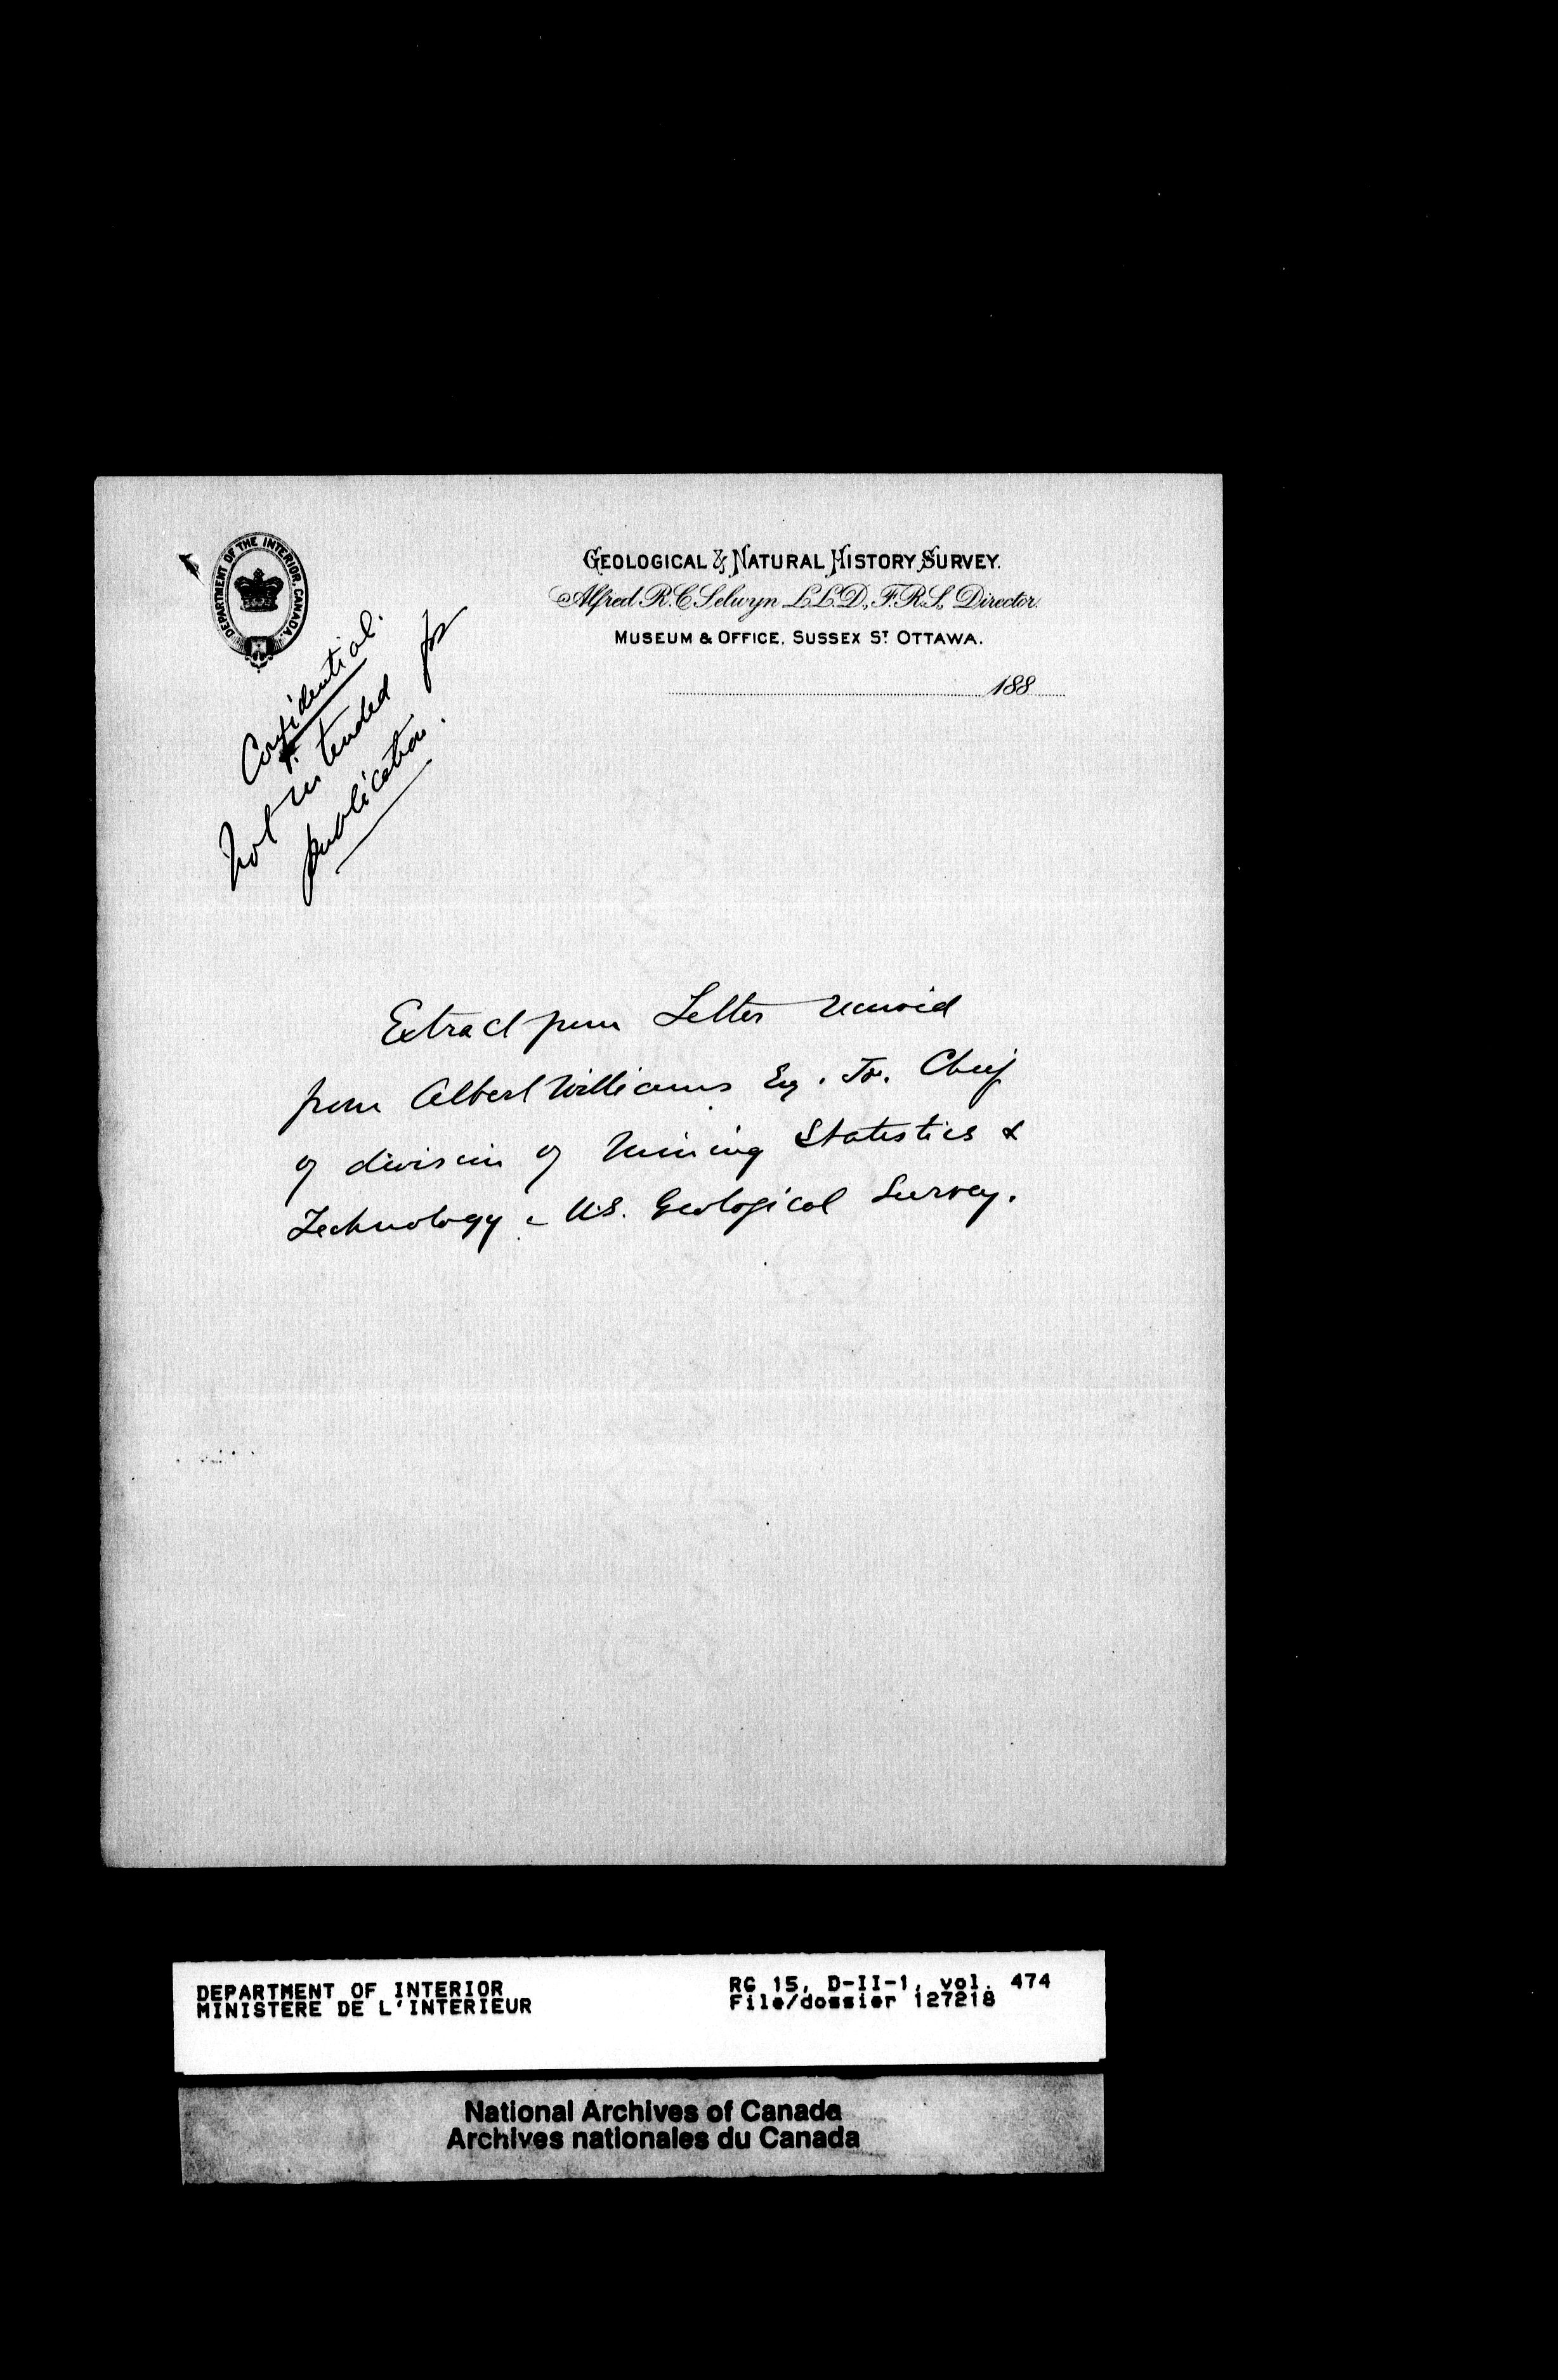 DEPARTMENT OF THE INTERIOR, CANADA.
GEOLOGICAL & NATURAL HISTORY SURVEY.
Alfred R.C. Selwyn L.L.D., F.R.S., Director.
MUSEUM & OFFICE, SUSSEX ST OTTAWA.
188
Confidential.
Not intended for
publication.
Extract from Letter received
from Albert Williams Esq. Jr. Chief
of division of Mining Statistics &
Technology - U.S. Geological Survey.
DEPARTMENT OF INTERIOR
MINISTERE DE L'INTERIEUR
RG 15, D-II-1, vol. 474
File/dossier 127218
National Archives of Canada
Archives nationales du Canada